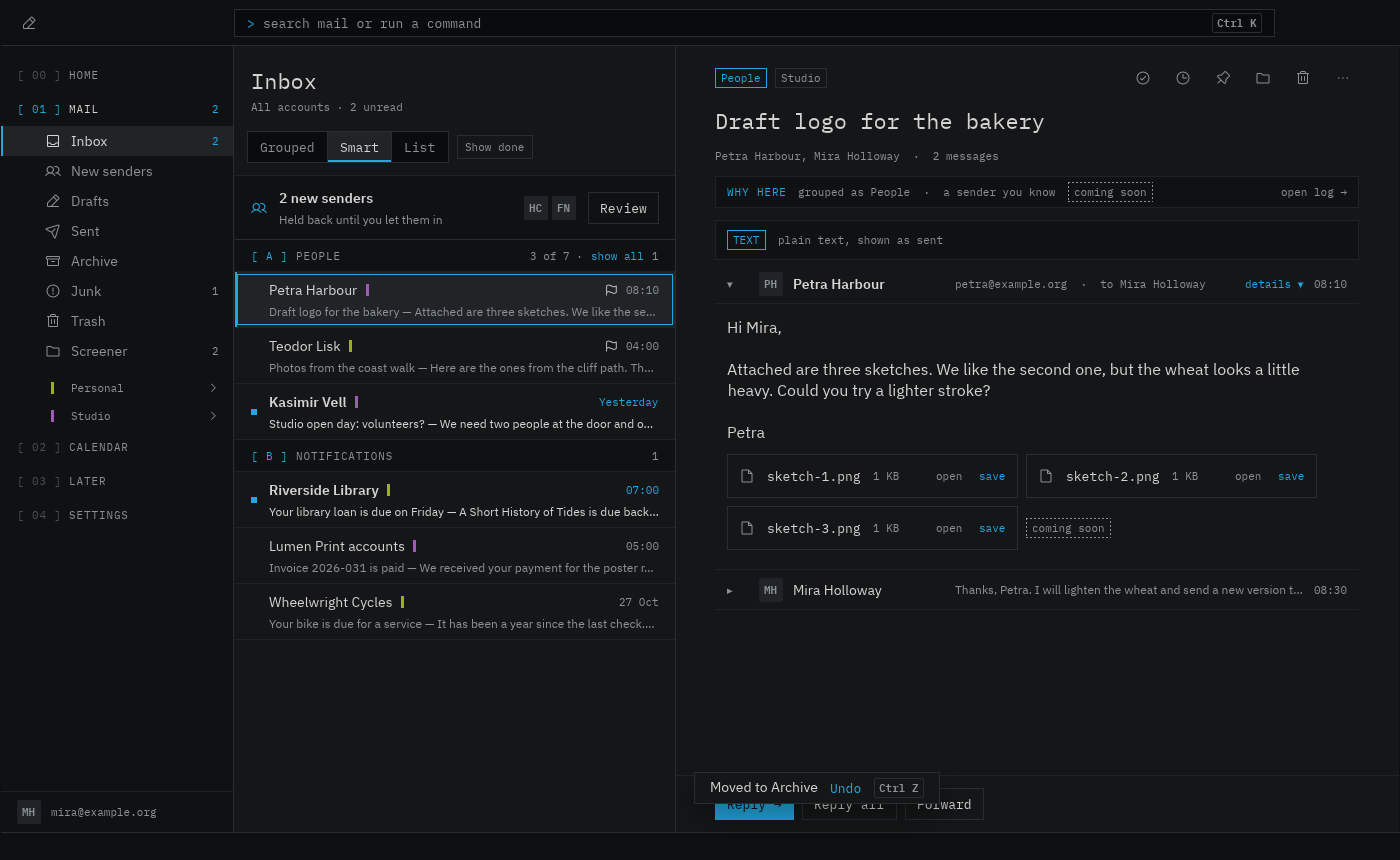 > search mail or run a command Ctrl K
[ 00 ] HOME
[ 01 ] MAIL 2
Inbox 2
New senders
Drafts
Sent
Archive
Junk 1
Trash
Screener 2
Personal
Studio
[ 02 ] CALENDAR
[ 03 ] LATER
[ 04 ] SETTINGS
MH mira@example.org
Inbox
All accounts · 2 unread
Grouped Smart List Show done
2 new senders
Held back until you let them in
HC FN Review
[ A ] PEOPLE 3 of 7 · show all 1
Petra Harbour 08:10
Draft logo for the bakery — Attached are three sketches. We like the se…
Teodor Lisk 04:00
Photos from the coast walk — Here are the ones from the cliff path. Th…
Kasimir Vell Yesterday
Studio open day: volunteers? — We need two people at the door and o…
[ B ] NOTIFICATIONS 1
Riverside Library 07:00
Your library loan is due on Friday — A Short History of Tides is due back…
Lumen Print accounts 05:00
Invoice 2026-031 is paid — We received your payment for the poster r…
Wheelwright Cycles 27 Oct
Your bike is due for a service — It has been a year since the last check.…
People Studio
Draft logo for the bakery
Petra Harbour, Mira Holloway · 2 messages
WHY HERE grouped as People · a sender you know coming soon open log →
TEXT plain text, shown as sent
▾ PH Petra Harbour petra@example.org · to Mira Holloway details ▾ 08:10
Hi Mira,
Attached are three sketches. We like the second one, but the wheat looks a little
heavy. Could you try a lighter stroke?
Petra
sketch-1.png 1 KB open save
sketch-2.png 1 KB open save
sketch-3.png 1 KB open save
coming soon
▸ MH Mira Holloway Thanks, Petra. I will lighten the wheat and send a new version t… 08:30
Moved to Archive Undo Ctrl Z
Reply → Reply all Forward